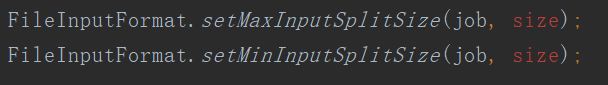 FileInputFormat.setMaxInputSplitSize(job, size);
FileInputFormat.setMinInputSplitSize(job, size);